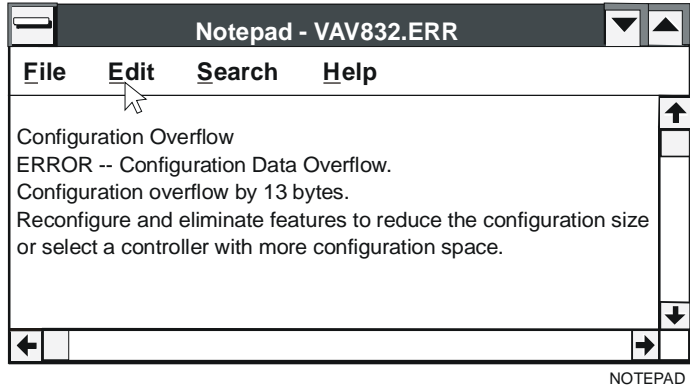 Notepad - VAV832.ERR
File Edit Search Help
Configuration Overflow
ERROR -- Configuration Data Overflow.
Configuration overflow by 13 bytes.
Reconfigure and eliminate features to reduce the configuration size
or select a controller with more configuration space.
NOTEPAD